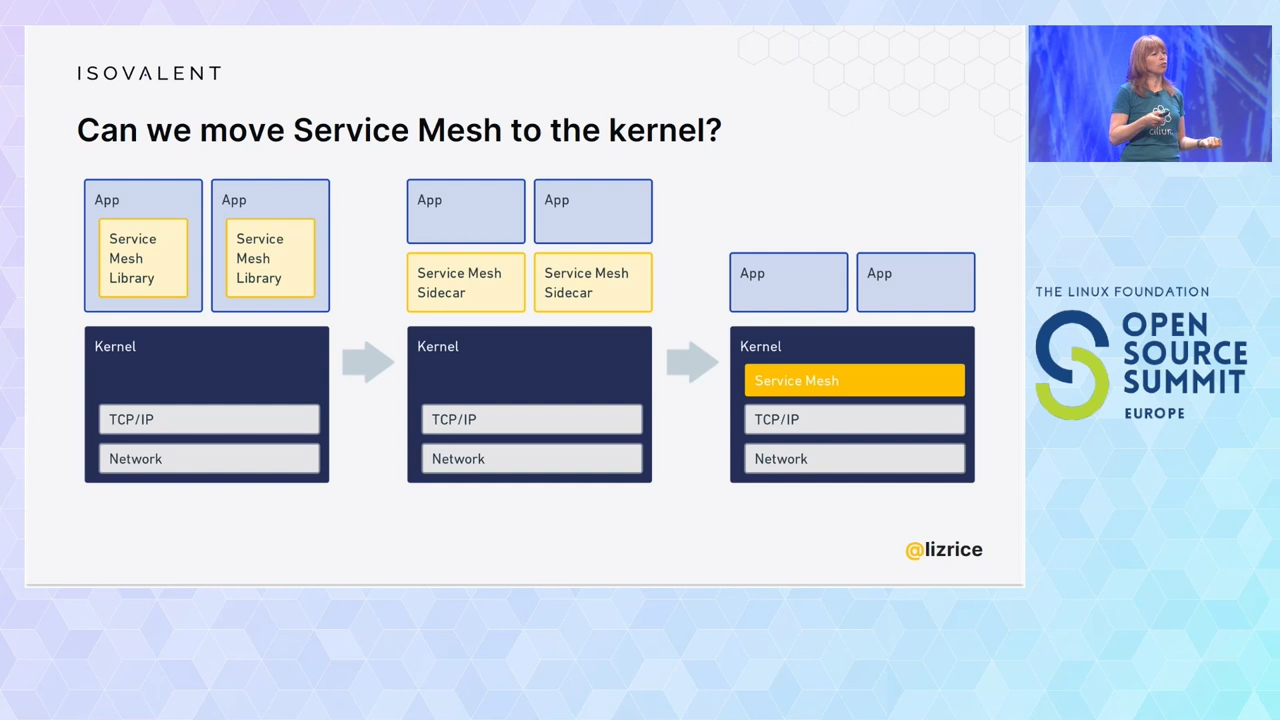 ISOVALENT
Can we move Service Mesh to the kernel?
App
Service
Mesh
Library
App
Service
Mesh
Library
Kernel
TCP/IP
Network
App
App
Service Mesh
Sidecar
Service Mesh
Sidecar
Kernel
TCP/IP
Network
App
App
Kernel
Service Mesh
TCP/IP
Network
@lizrice
cilium
THE LINUX FOUNDATION
OPEN
SOURCE
SUMMIT
EUROPE